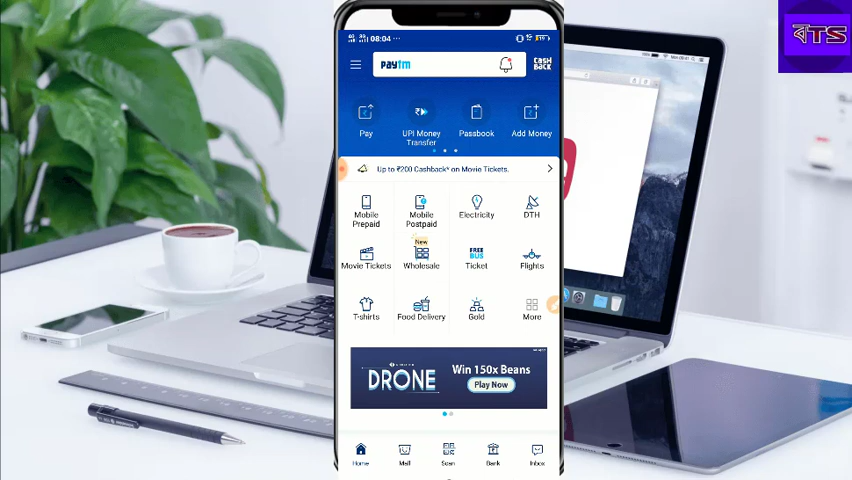 বTS
08:04 ...
paytm
CASH
BACK
Pay
UPI Money
Transfer
Passbook
Add Money
Up to ₹200 Cashback* on Movie Tickets.
Mobile
Prepaid
Mobile
Postpaid
Electricity
DTH
New
Movie Tickets
Wholesale
FREE
BUS
Ticket
Flights
T-shirts
Food Delivery
Gold
More
DRONE
Win 150x Beans
Play Now
Home
Mall
Scan
Bank
Inbox